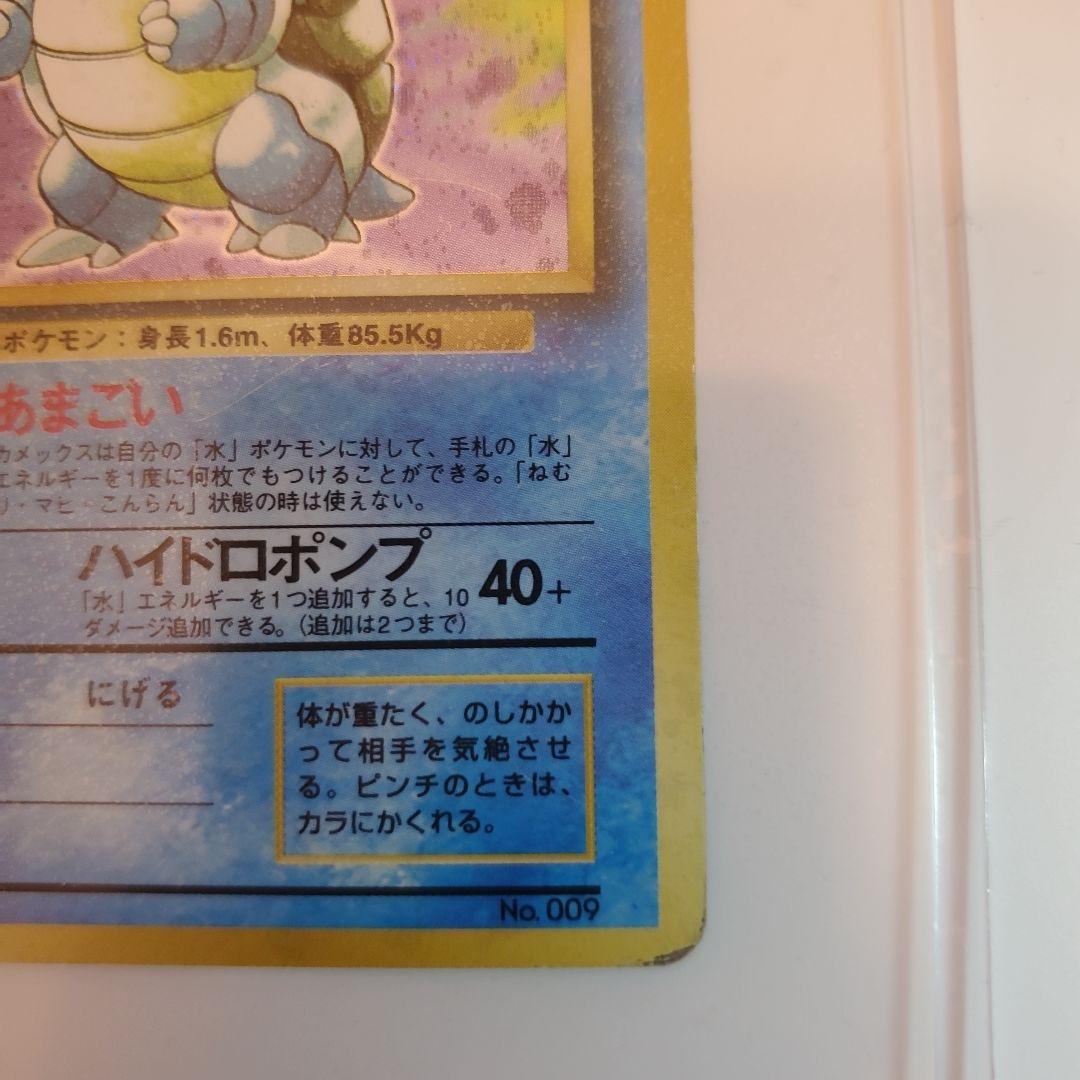 ポケモン：身長1.6m、体重85.5Kg
あまごい
カメックスは自分の「水」ポケモンに対して、手札の「水」
エネルギーを1度に何枚でもつけることができる。「ねむ
り・マヒ・こんらん」状態の時は使えない。
ハイドロポンプ
40+
「水」エネルギーを1つ追加すると、10
ダメージ追加できる。（追加は2つまで）
にげる
体が重たく、のしかか
って相手を気絶させ
る。ピンチのときは、
カラにかくれる。
No. 009